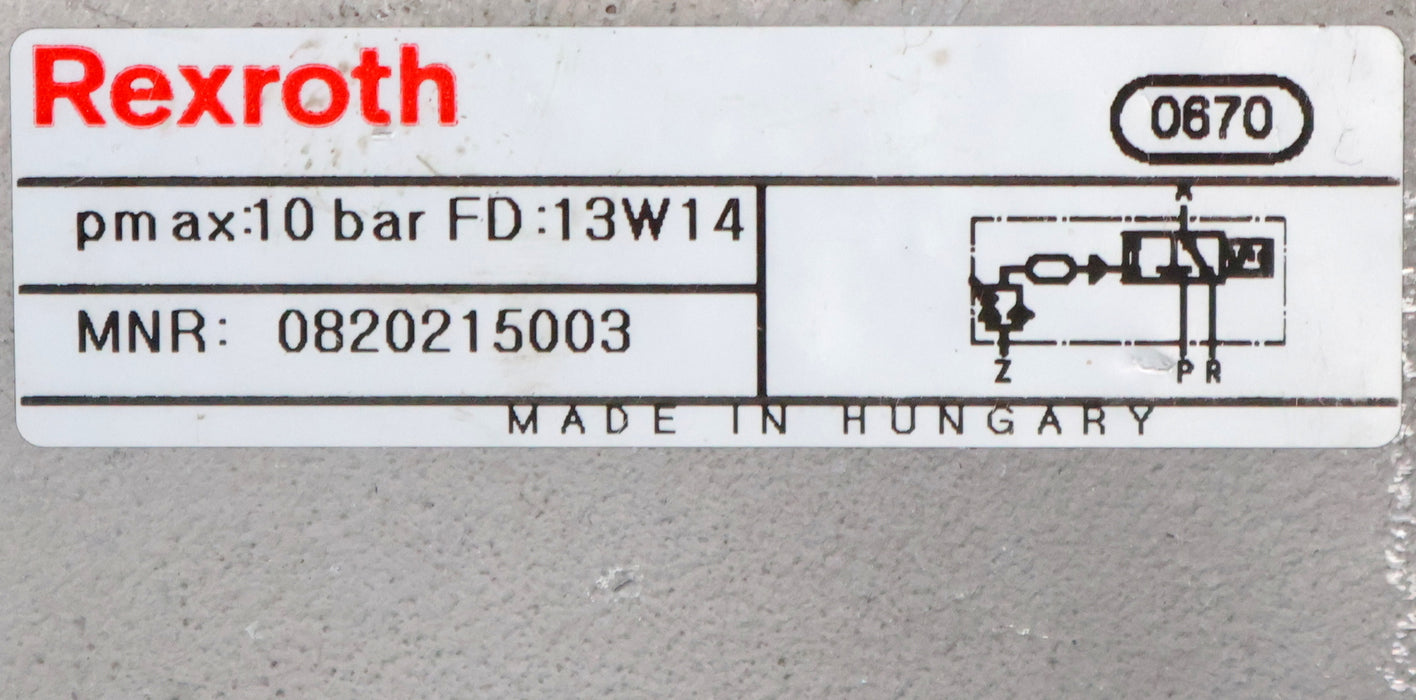 Rexroth
0670
pmax:10 bar FD:13W14
MNR: 0820215003
Z
P R
MADE IN HUNGARY